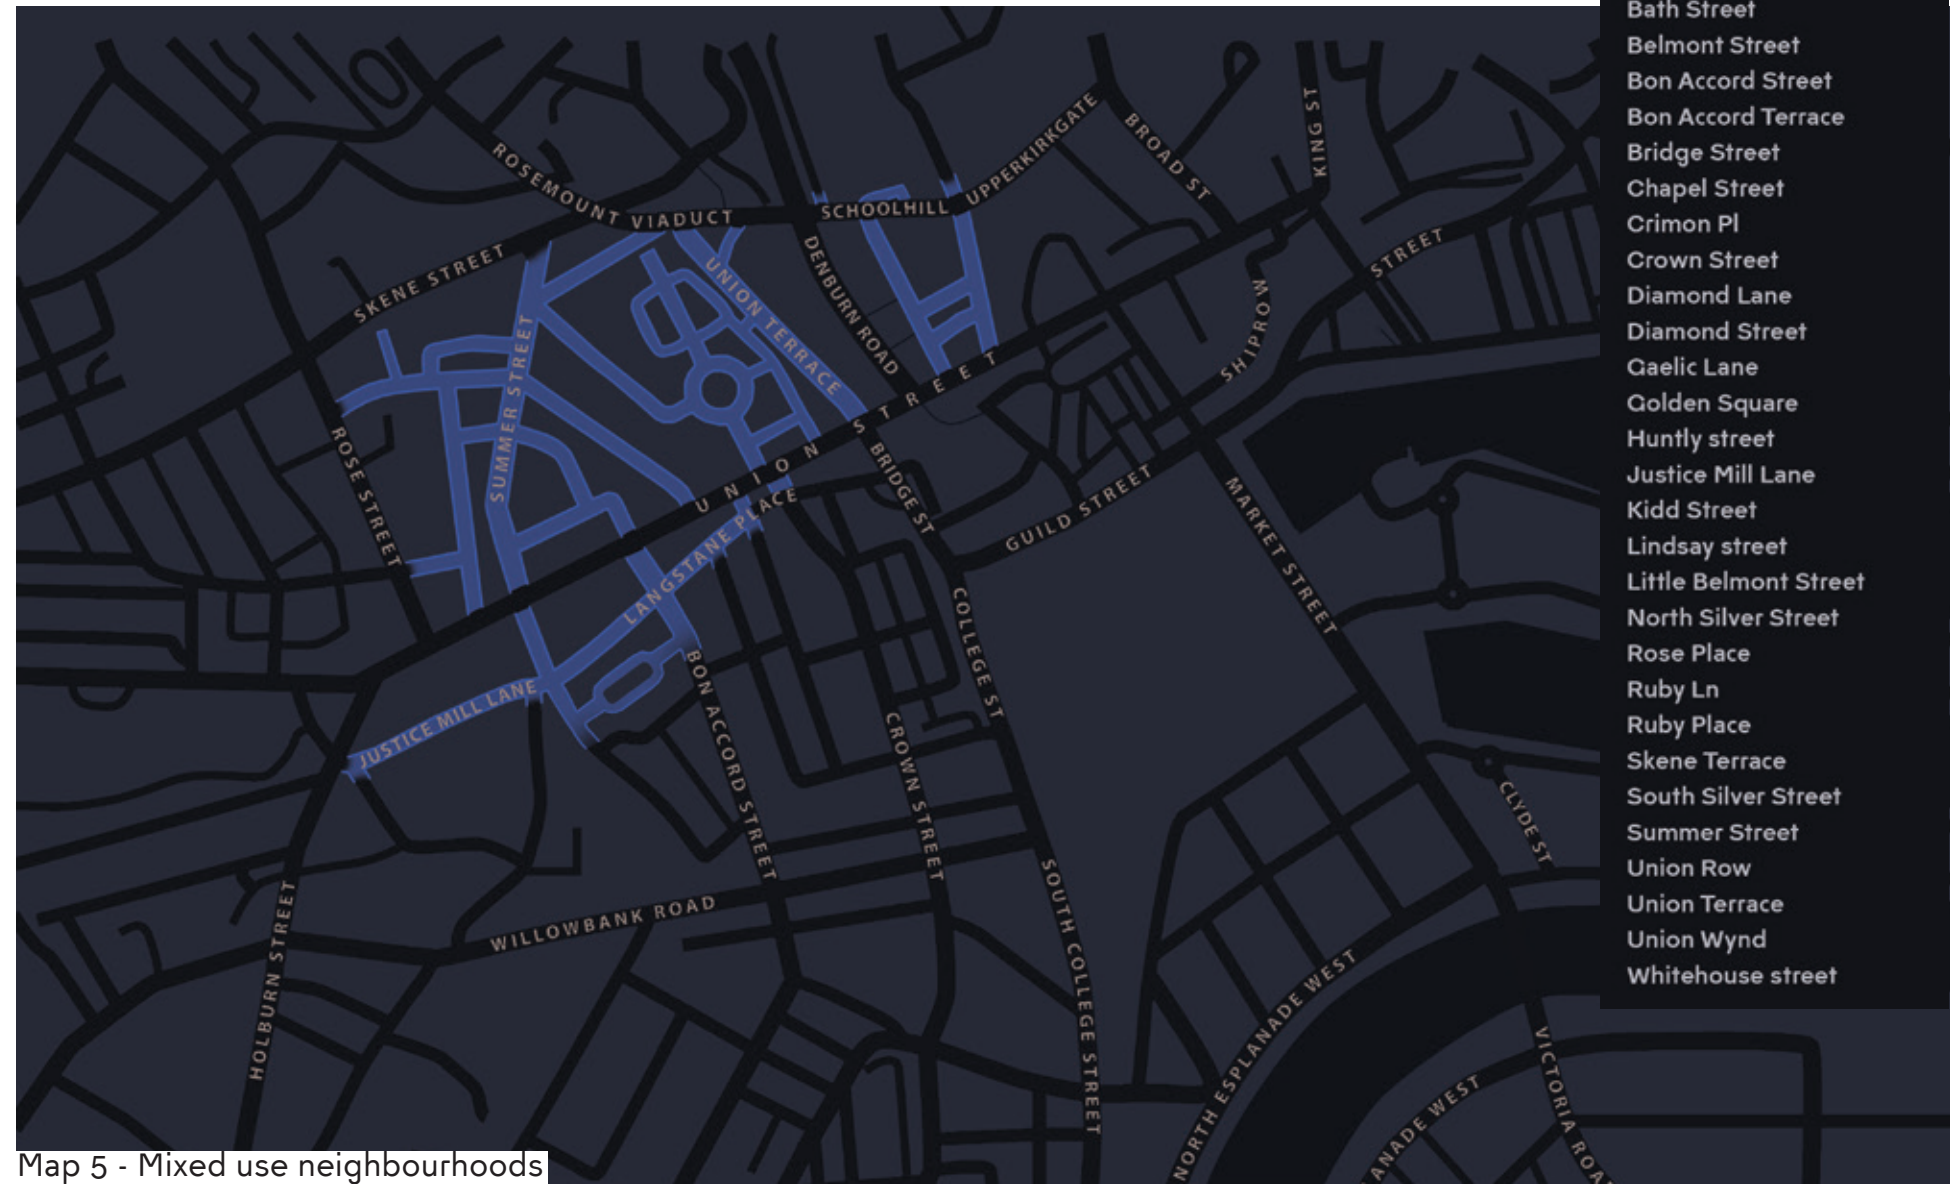 Bath Street
Belmont Street
Bon Accord Street
Bon Accord Terrace
Bridge Street
Chapel Street
Crimon Pl
Crown Street
Diamond Lane
Diamond Street
Gaelic Lane
Golden Square
Huntly street
Justice Mill Lane
Kidd Street
Lindsay street
Little Belmont Street
North Silver Street
Rose Place
Ruby Ln
Ruby Place
Skene Terrace
South Silver Street
Summer Street
Union Row
Union Terrace
Union Wynd
Whitehouse street
KING ST
UPPERKIRKGATE
BROAD ST
ROSEMOUNT VIADUCT
SCHOOLHILL
SKENE STREET
DENBURN ROAD
UNION TERRACE
STREET
SHIPROW
SUMMER STREET
UNION STREET
ROSE STREET
BRIDGE ST
LANGSTANE PLACE
GUILD STREET
MARKET STREET
COLLEGE ST
JUSTICE MILL LANE
BON ACCORD STREET
CROWN STREET
CLYDE ST
WILLOWBANK ROAD
HOLBURN STREET
SOUTH COLLEGE STREET
NORTH ESPLANADE WEST
ANADE WEST
VICTORIA ROA
Map 5 - Mixed use neighbourhoods